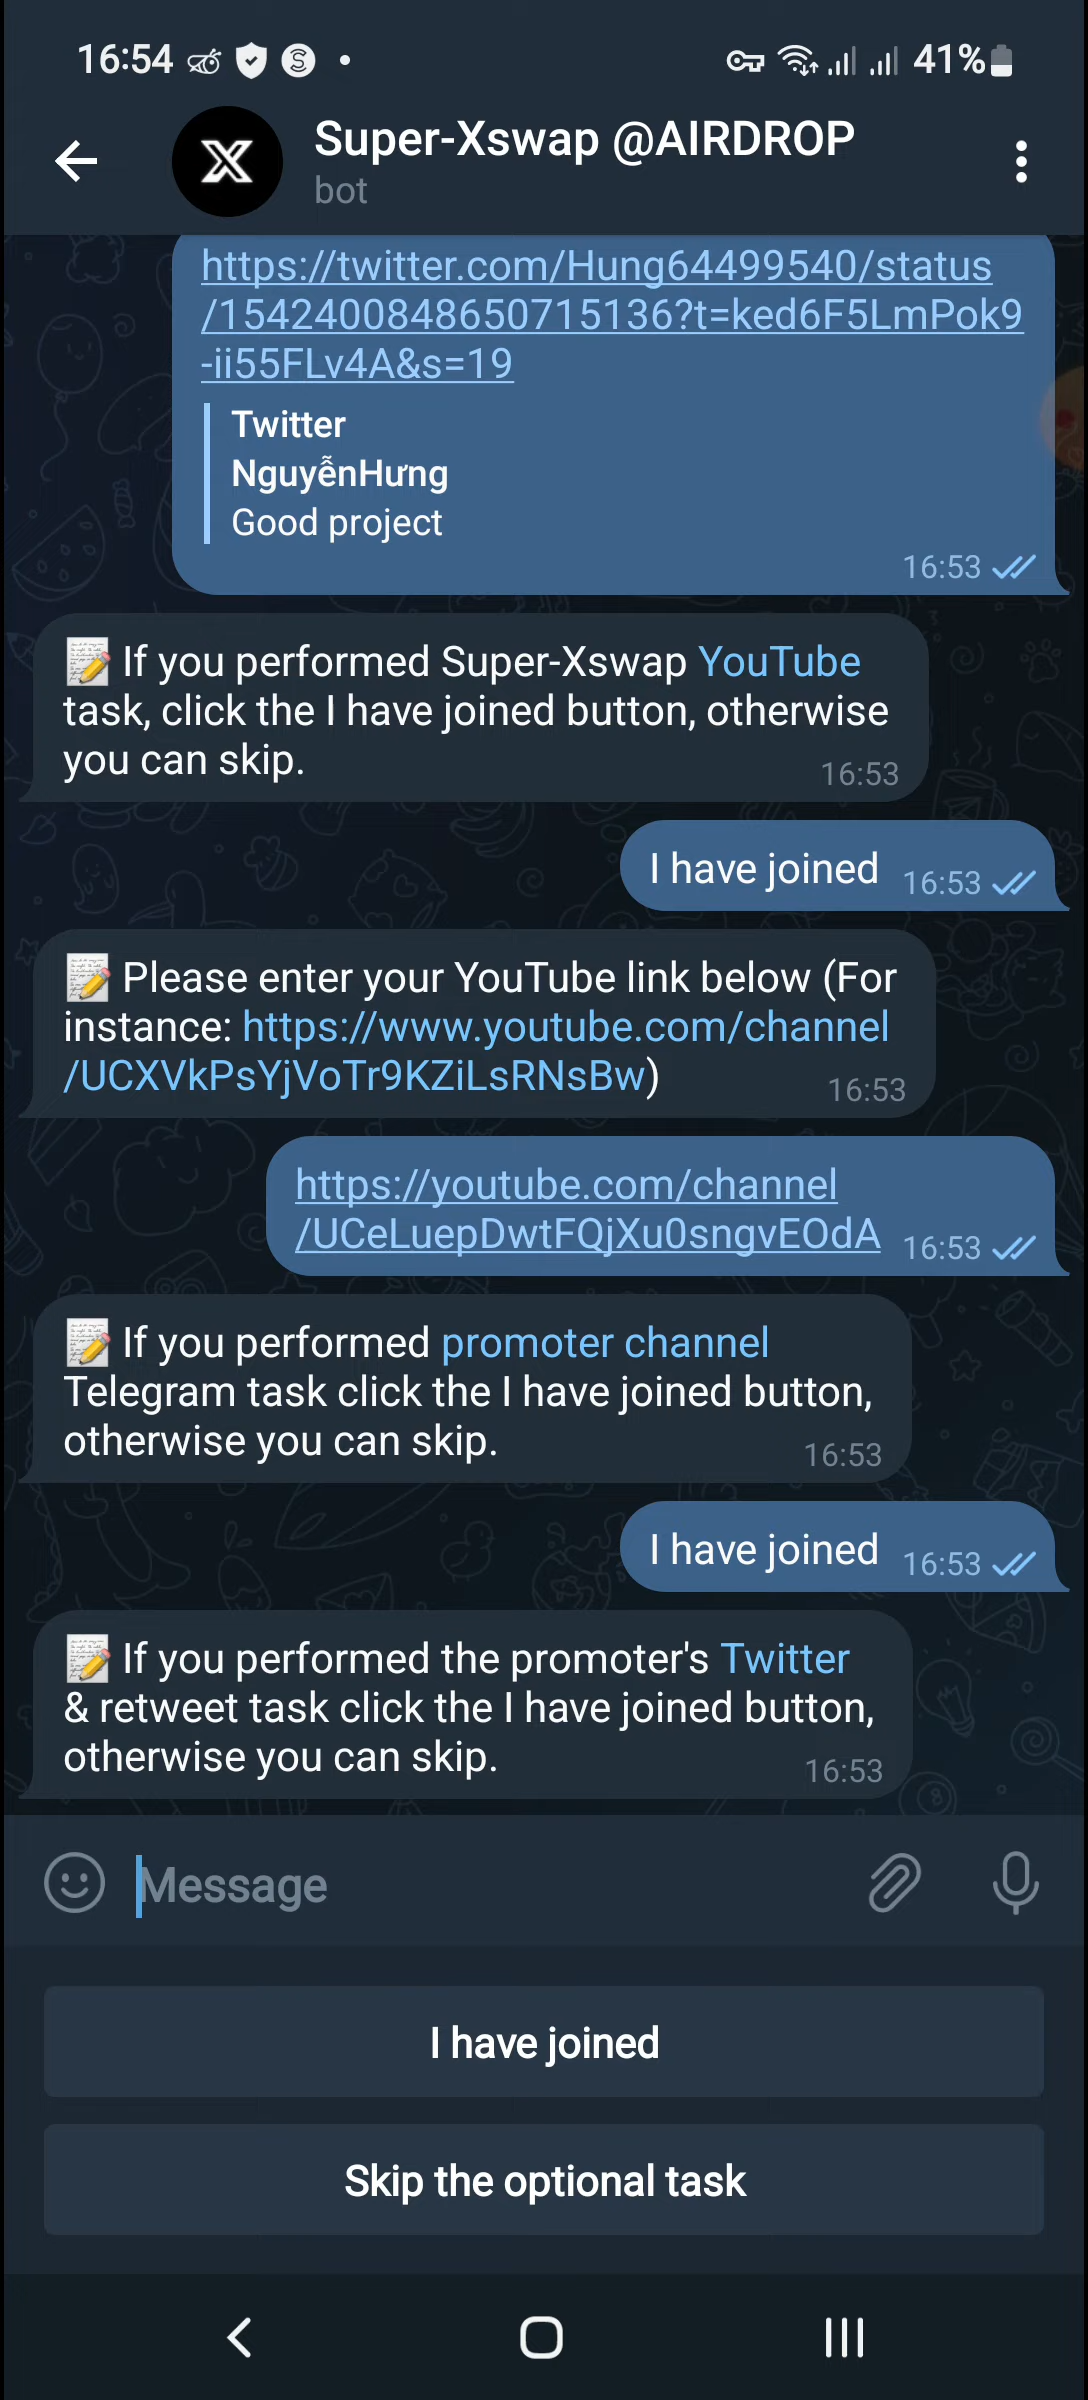 16:54
41%
Super-Xswap @AIRDROP
bot
https://twitter.com/Hung64499540/status
/1542400848650715136?t=ked6F5LmPok9
-ii55FLv4A&s=19
Twitter
NguyễnHưng
Good project
16:53
If you performed Super-Xswap YouTube
task, click the I have joined button, otherwise
you can skip.
16:53
I have joined
16:53
Please enter your YouTube link below (For
instance: https://www.youtube.com/channel
/UCXVkPsYjVoTr9KZiLsRNsBw)
16:53
https://youtube.com/channel
/UCeLuepDwtFQjXu0sngvEOdA
16:53
If you performed promoter channel
Telegram task click the I have joined button,
otherwise you can skip.
16:53
I have joined
16:53
If you performed the promoter's Twitter
& retweet task click the I have joined button,
otherwise you can skip.
16:53
Message
I have joined
Skip the optional task